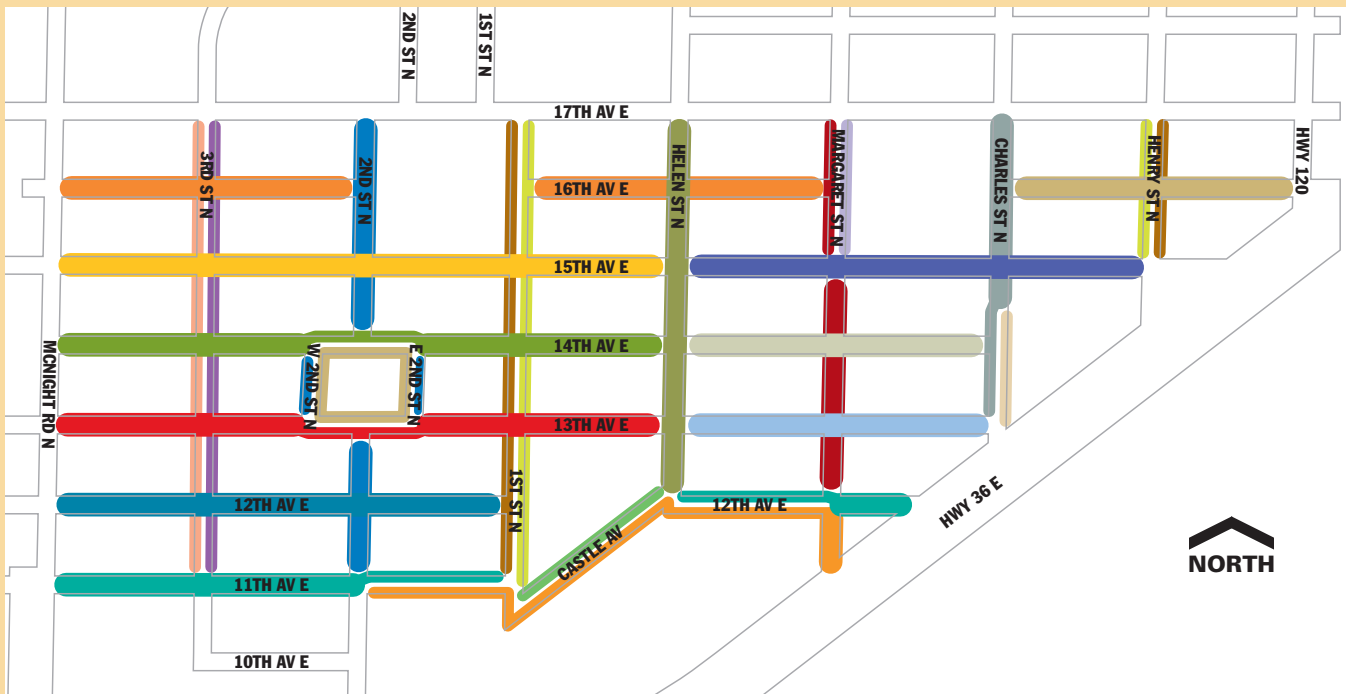 2ND ST N
1ST ST N
17TH AV E
3RD ST N
2ND ST N
HELEN ST N
MARGARET ST N
CHARLES ST N
HENRY ST N
HWY 120
16TH AV E
15TH AV E
MCNIGHT RD N
W 2ND ST N
E 2ND ST N
14TH AV E
13TH AV E
1ST ST N
12TH AV E
12TH AV E
HWY 36 E
CASTLE AV
NORTH
11TH AV E
10TH AV E